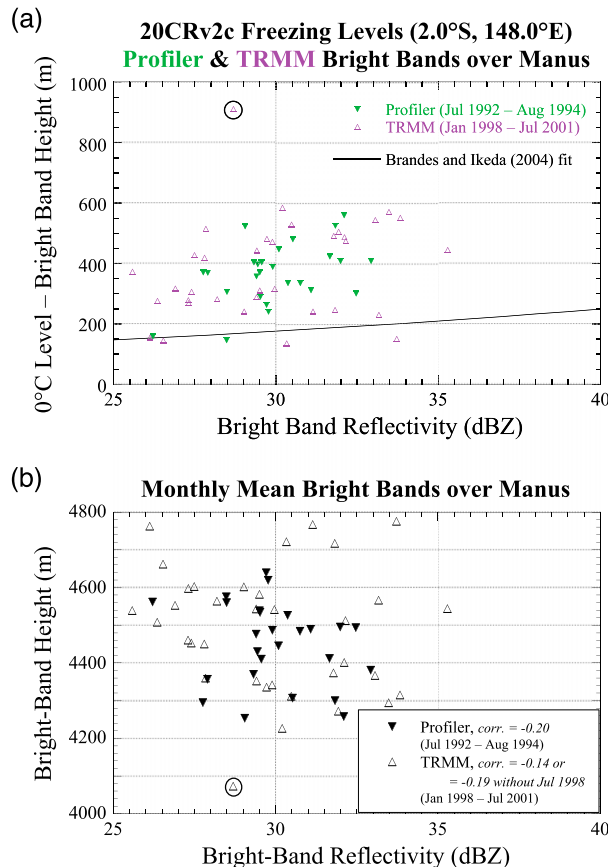 (a)
20CRv2c Freezing Levels (2.0°S, 148.0°E)
Profiler & TRMM Bright Bands over Manus
1000
800
600
400
200
0
0°C Level – Bright Band Height (m)
Profiler (Jul 1992 – Aug 1994)
TRMM (Jan 1998 – Jul 2001)
Brandes and Ikeda (2004) fit
25
30
35
40
Bright Band Reflectivity (dBZ)
(b)
Monthly Mean Bright Bands over Manus
4800
4600
4400
4200
4000
Bright-Band Height (m)
Profiler, corr. = -0.20
(Jul 1992 – Aug 1994)
TRMM, corr. = -0.14 or
= -0.19 without Jul 1998
(Jan 1998 – Jul 2001)
25
30
35
40
Bright-Band Reflectivity (dBZ)